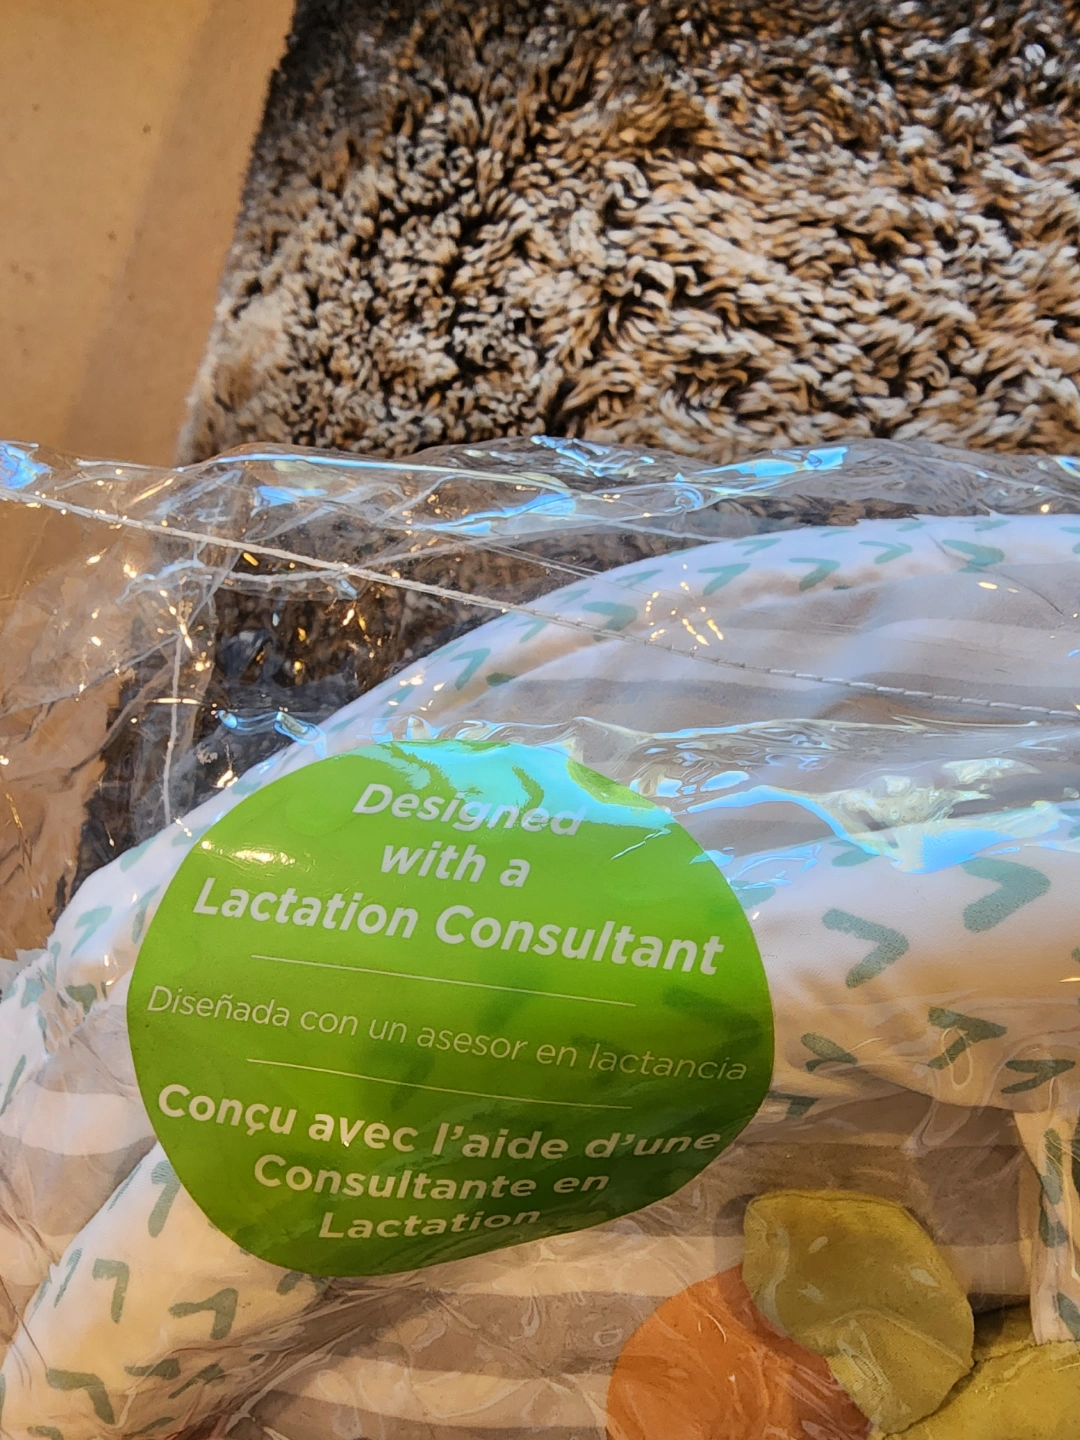 Designed
with a
Lactation Consultant
Diseñada con un asesor en lactancia
Conçu avec l'aide d'une
Consultante en
Lactation